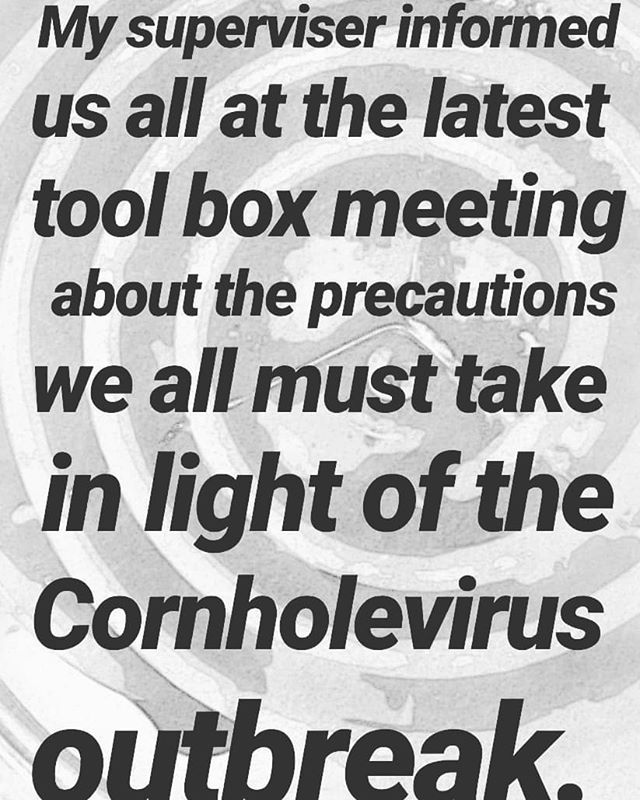 My superviser informed
us all at the latest
tool box meeting
about the precautions
we all must take
in light of the
Cornholevirus
outbreak.